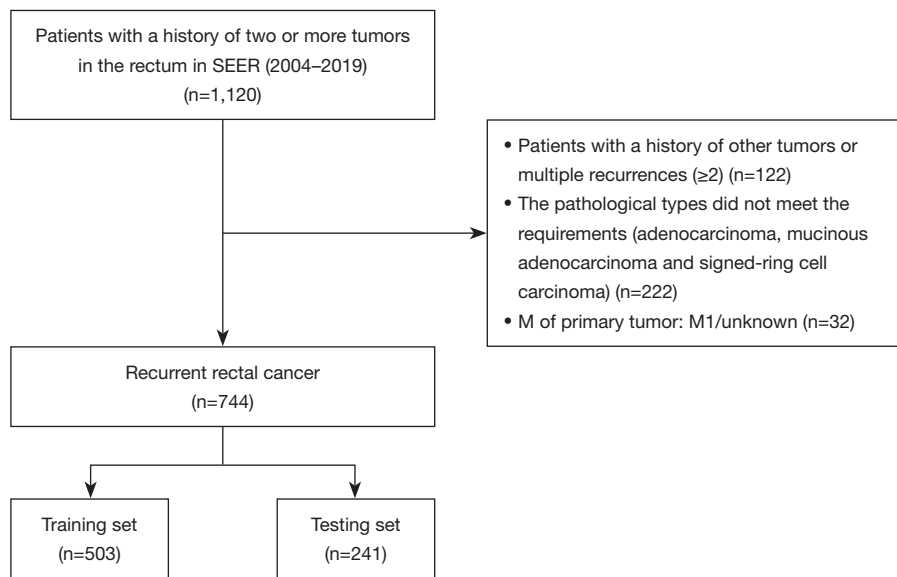 Patients with a history of two or more tumors
in the rectum in SEER (2004–2019)
(n=1,120)
• Patients with a history of other tumors or
multiple recurrences (≥2) (n=122)
• The pathological types did not meet the
requirements (adenocarcinoma, mucinous
adenocarcinoma and signed-ring cell
carcinoma) (n=222)
• M of primary tumor: M1/unknown (n=32)
Recurrent rectal cancer
(n=744)
Training set
(n=503)
Testing set
(n=241)